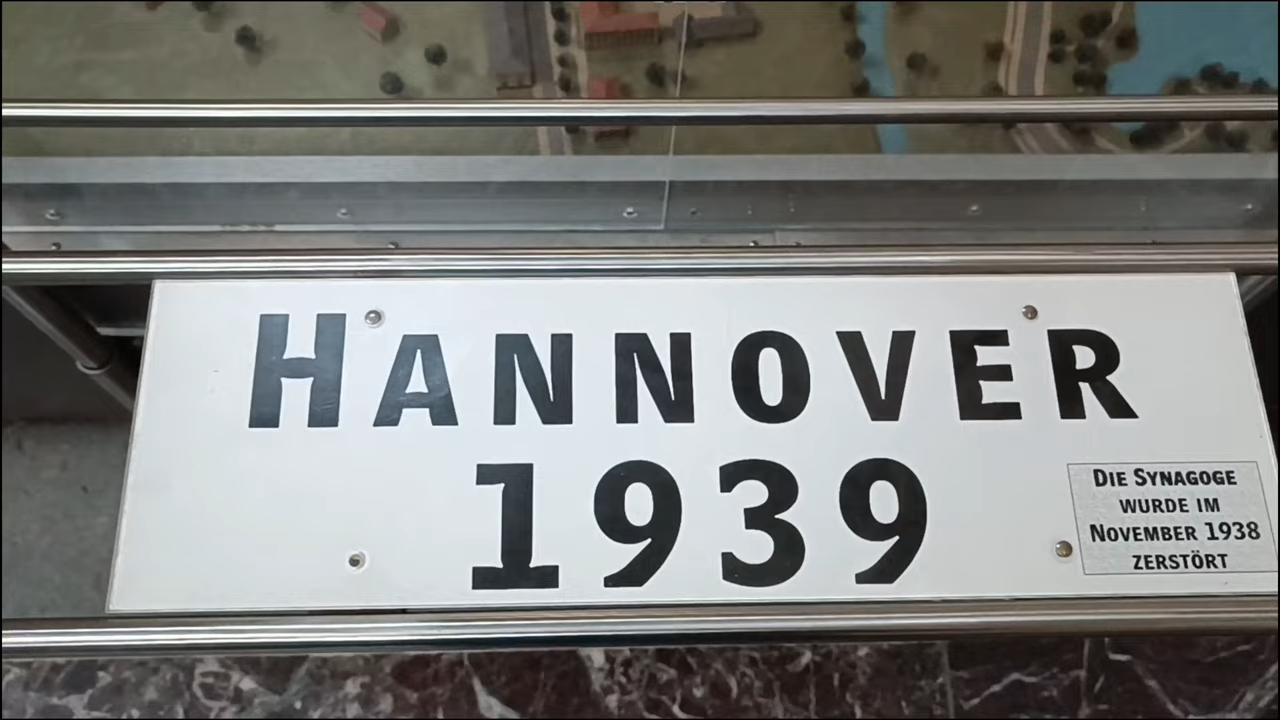 HANNOVER
1939
DIE SYNAGOGE
WURDE IM
NOVEMBER 1938
ZERSTÖRT